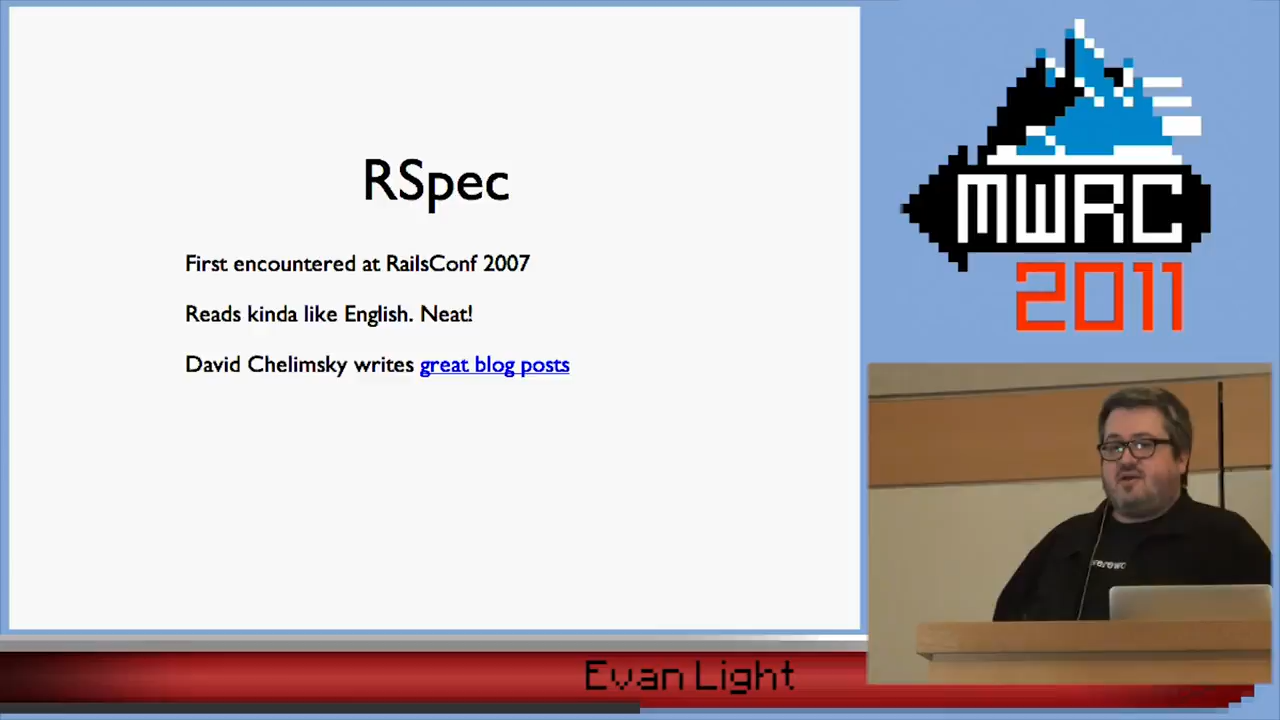 RSpec
First encountered at RailsConf 2007
Reads kinda like English. Neat!
David Chelimsky writes great blog posts
MWRC
2011
Evan Light